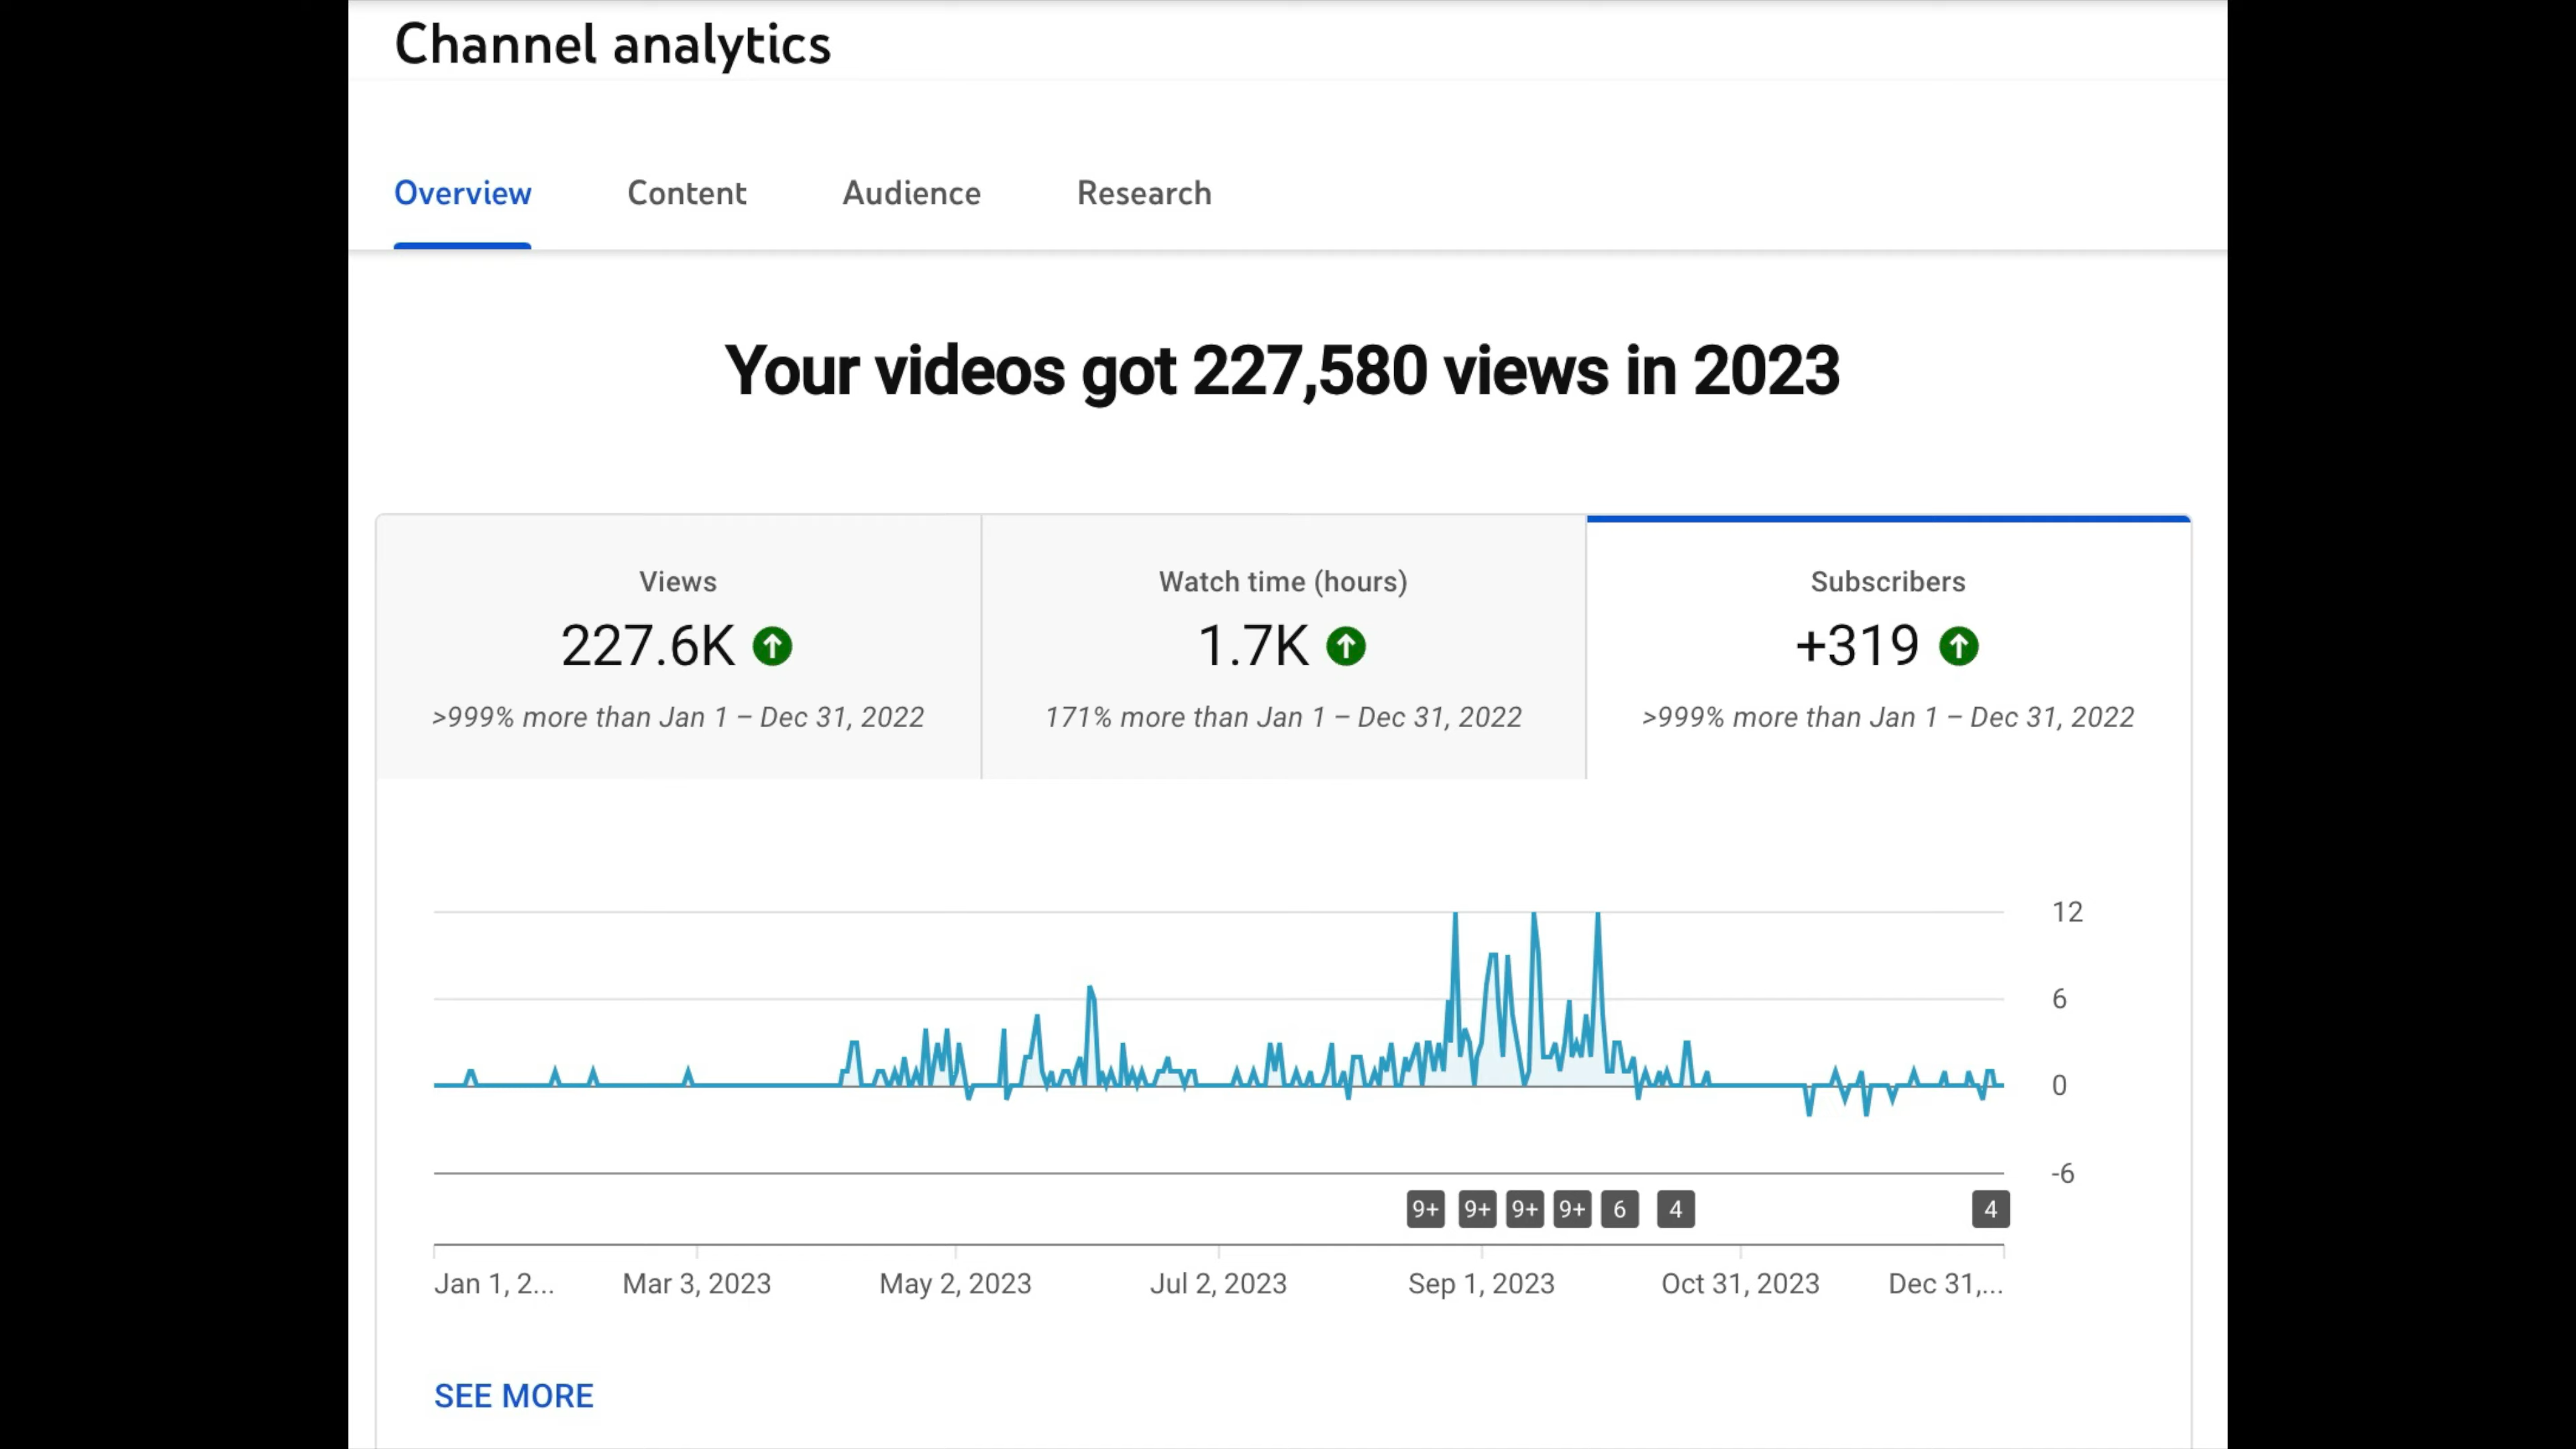 Channel analytics
Overview Content Audience Research
Your videos got 227,580 views in 2023
Views Watch time (hours) Subscribers
227.6K 1.7K +319
>999% more than Jan 1 – Dec 31, 2022 171% more than Jan 1 – Dec 31, 2022 >999% more than Jan 1 – Dec 31, 2022
12
6
0
-6
9+ 9+ 9+ 9+ 6 4 4
Jan 1, 2... Mar 3, 2023 May 2, 2023 Jul 2, 2023 Sep 1, 2023 Oct 31, 2023 Dec 31,...
SEE MORE